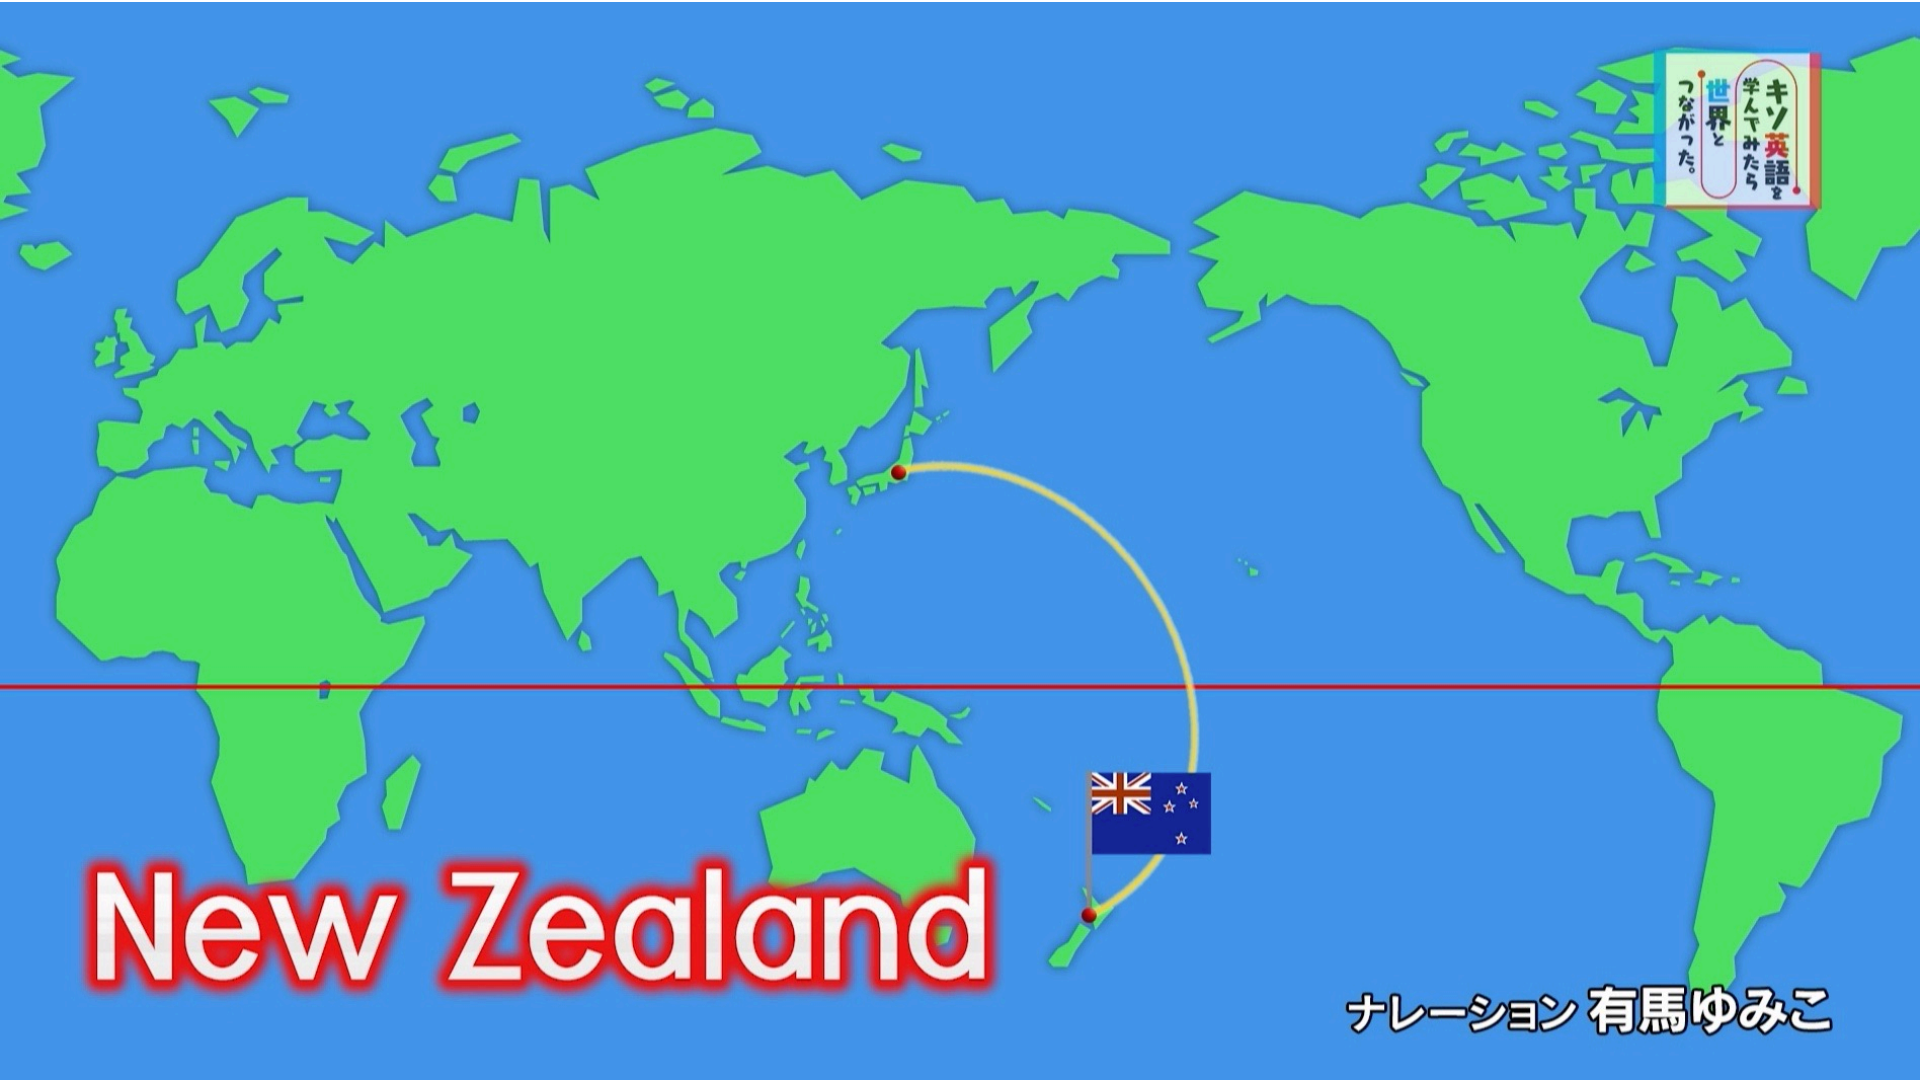 キソ英語を
学んでみたら
世界と
つながった。
New Zealand
ナレーション 有馬ゆみこ